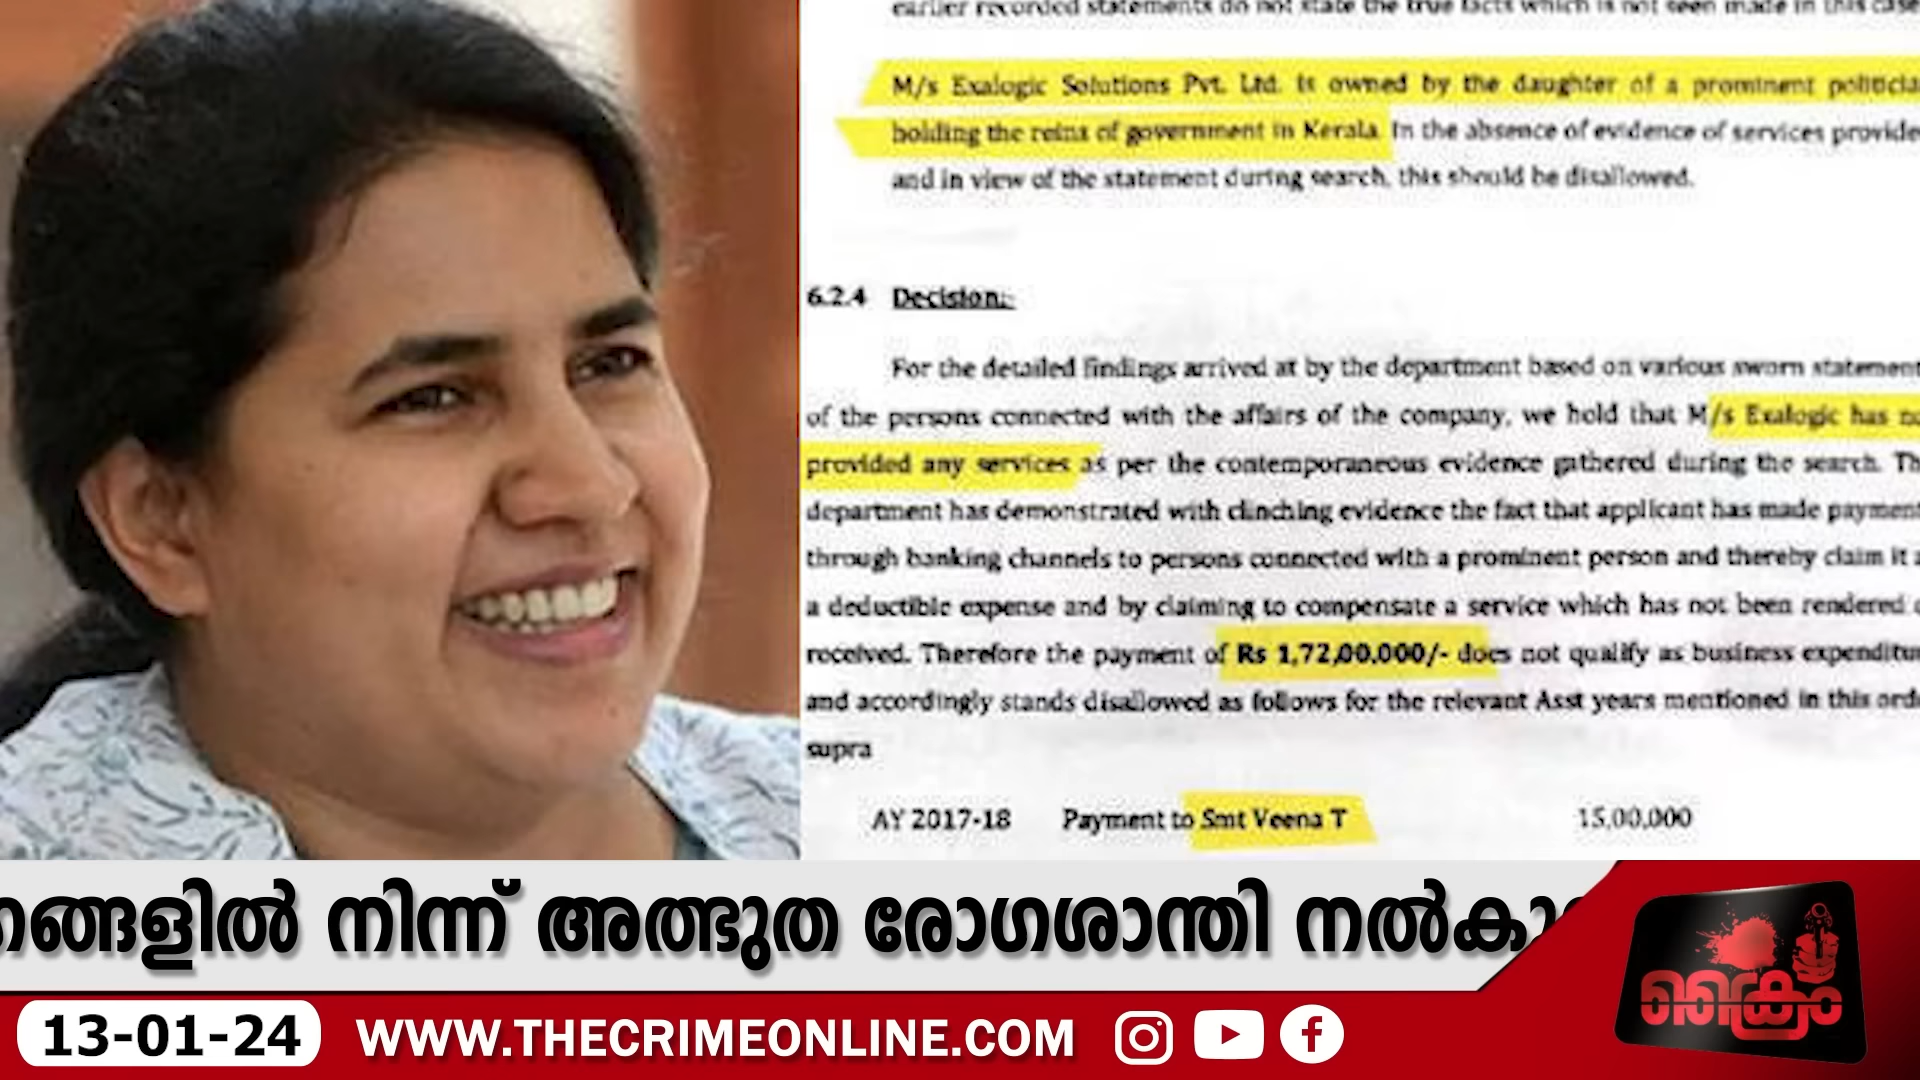 earlier recorded statements do not state the true facts which is not seen made in this case
M/s Exalogic Solutions Pvt. Ltd. is owned by the daughter of a prominent politicia
holding the reins of government in Kerala. In the absence of evidence of services provide
and in view of the statement during search, this should be disallowed.
6.2.4 Decision:-
For the detailed findings arrived at by the department based on various sworn statement
of the persons connected with the affairs of the company, we hold that M/s Exalogic has no
provided any services as per the contemporaneous evidence gathered during the search. Th
department has demonstrated with clinching evidence the fact that applicant has made payment
through banking channels to persons connected with a prominent person and thereby claim it a
a deductible expense and by claiming to compensate a service which has not been rendered o
received. Therefore the payment of Rs 1,72,00,000/- does not qualify as business expenditu
and accordingly stands disallowed as follows for the relevant Asst years mentioned in this ord
supra
AY 2017-18 Payment to Smt Veena T 15,00,000
ങ്ങളിൽ നിന്ന് അത്ഭുത രോഗശാന്തി നൽകു
13-01-24 WWW.THECRIMEONLINE.COM
ക്രൈം